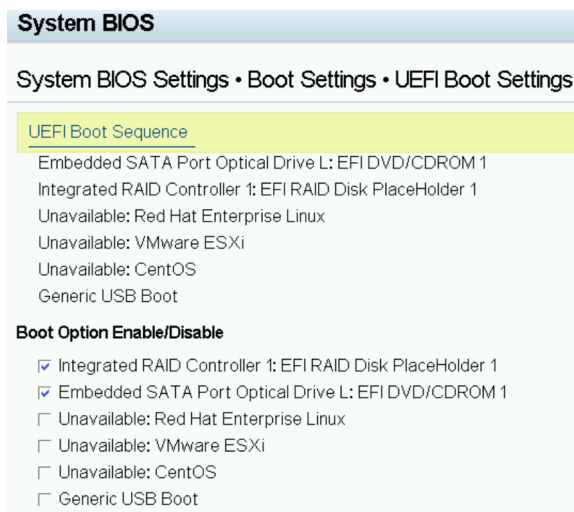 System BIOS
System BIOS Settings • Boot Settings • UEFI Boot Settings
UEFI Boot Sequence
Embedded SATA Port Optical Drive L: EFI DVD/CDROM 1
Integrated RAID Controller 1: EFI RAID Disk PlaceHolder 1
Unavailable: Red Hat Enterprise Linux
Unavailable: VMware ESXi
Unavailable: CentOS
Generic USB Boot
Boot Option Enable/Disable
Integrated RAID Controller 1: EFI RAID Disk PlaceHolder 1
Embedded SATA Port Optical Drive L: EFI DVD/CDROM 1
Unavailable: Red Hat Enterprise Linux
Unavailable: VMware ESXi
Unavailable: CentOS
Generic USB Boot